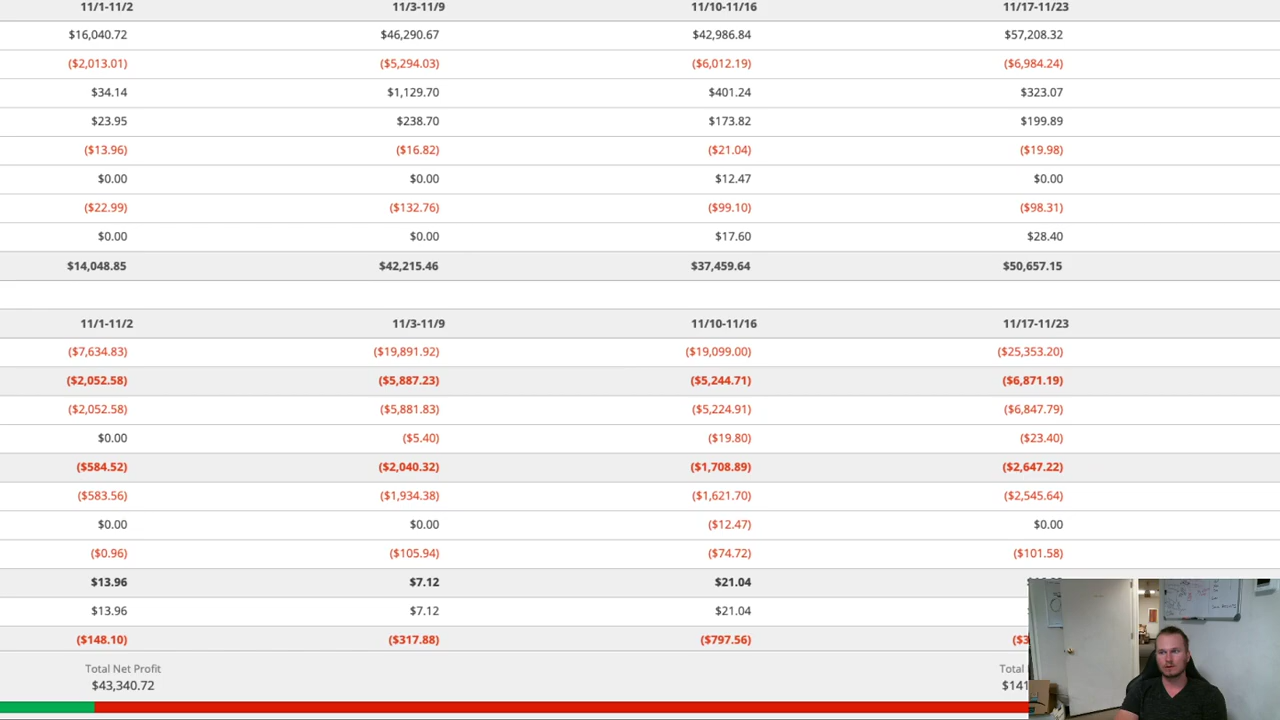 11/1-11/2 11/3-11/9 11/10-11/16 11/17-11/23
$16,040.72 $46,290.67 $42,986.84 $57,208.32
($2,013.01) ($5,294.03) ($6,012.19) ($6,984.24)
$34.14 $1,129.70 $401.24 $323.07
$23.95 $238.70 $173.82 $199.89
($13.96) ($16.82) ($21.04) ($19.98)
$0.00 $0.00 $12.47 $0.00
($22.99) ($132.76) ($99.10) ($98.31)
$0.00 $0.00 $17.60 $28.40
$14,048.85 $42,215.46 $37,459.64 $50,657.15
11/1-11/2 11/3-11/9 11/10-11/16 11/17-11/23
($7,634.83) ($19,891.92) ($19,099.00) ($25,353.20)
($2,052.58) ($5,887.23) ($5,244.71) ($6,871.19)
($2,052.58) ($5,881.83) ($5,224.91) ($6,847.79)
$0.00 ($5.40) ($19.80) ($23.40)
($584.52) ($2,040.32) ($1,708.89) ($2,647.22)
($583.56) ($1,934.38) ($1,621.70) ($2,545.64)
$0.00 $0.00 ($12.47) $0.00
($0.96) ($105.94) ($74.72) ($101.58)
$13.96 $7.12 $21.04
$13.96 $7.12 $21.04
($148.10) ($317.88) ($797.56) ($3
Total Net Profit Total
$43,340.72 $141